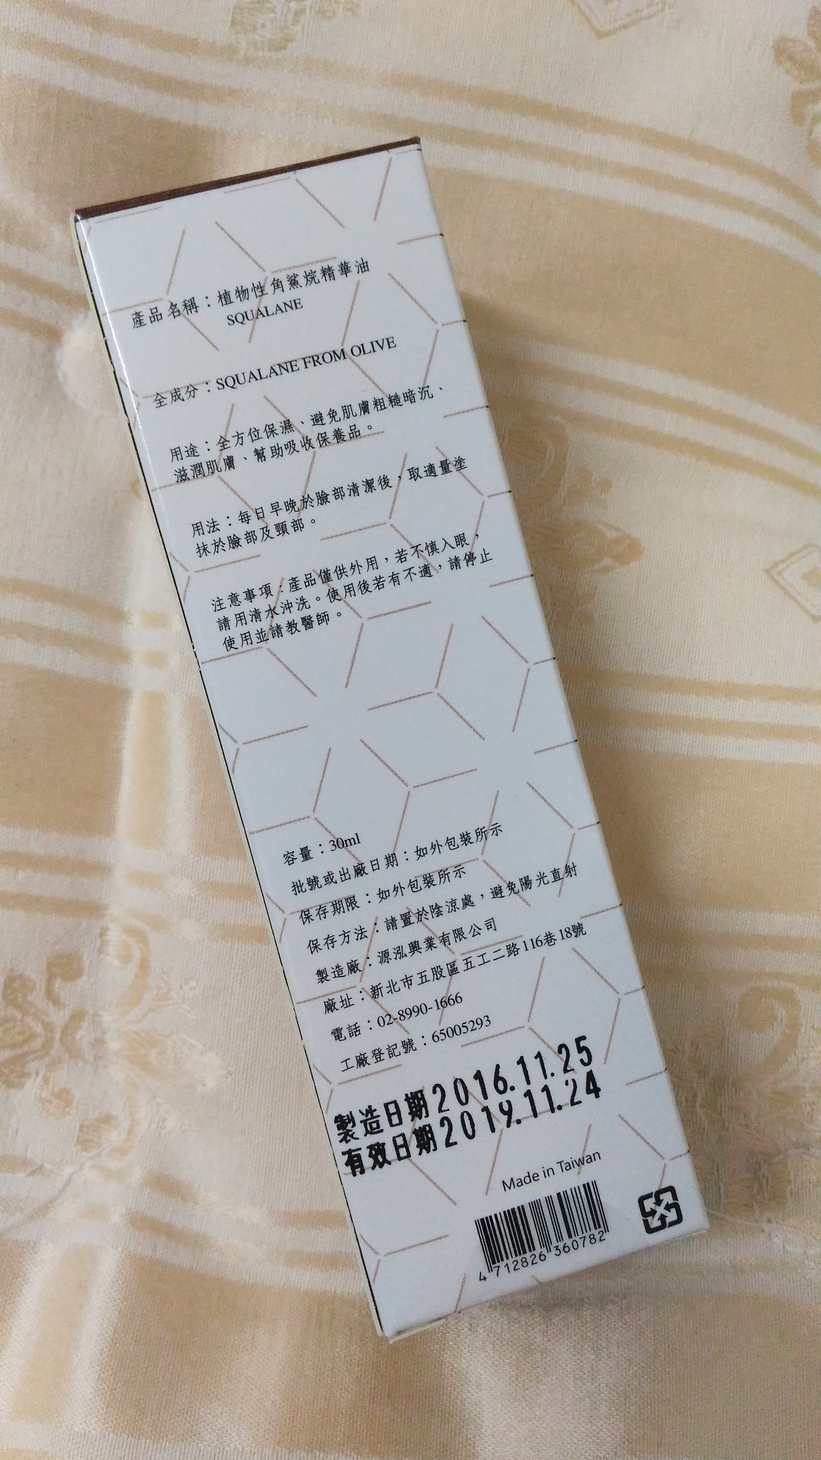 產品名稱：植物性角鯊烷精華油
SQUALANE
全成分：SQUALANE FROM OLIVE
用途：全方位保濕、避免肌膚粗糙暗沉、
滋潤肌膚、幫助吸收保養品。
用法：每日早晚於臉部清潔後，取適量塗
抹於臉部及頸部。
注意事項：產品僅供外用，若不慎入眼，
請用清水沖洗。使用後若有不適，請停止
使用並請教醫師。
容量：30ml
批號或出廠日期：如外包裝所示
保存期限：如外包裝所示
保存方法：請置於陰涼處，避免陽光直射
製造廠：源泓興業有限公司
廠址：新北市五股區五工二路116巷18號
電話：02-8990-1666
工廠登記號：65005293
製造日期2016.11.25
有效日期2019.11.24
Made in Taiwan
4 712826 360782